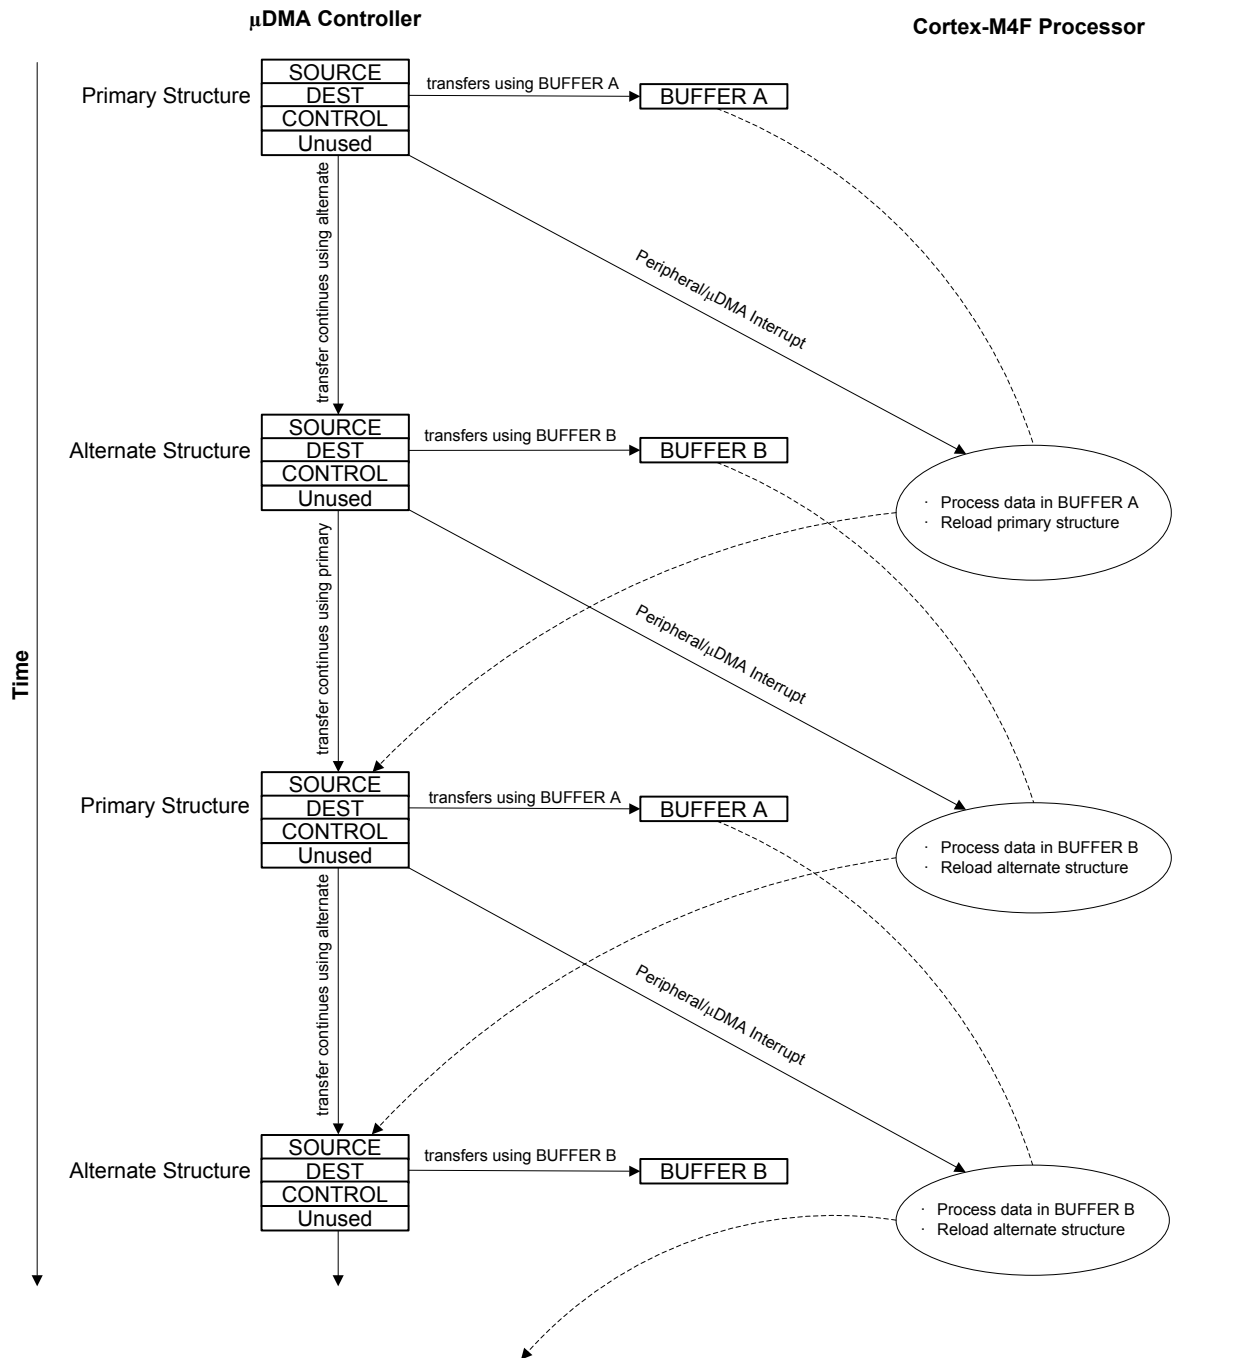 µDMA Controller
Cortex-M4F Processor
Primary Structure
SOURCE
DEST
CONTROL
Unused
transfers using BUFFER A
BUFFER A
transfer continues using alternate
Peripheral/µDMA Interrupt
Alternate Structure
SOURCE
DEST
CONTROL
Unused
transfers using BUFFER B
BUFFER B
· Process data in BUFFER A
· Reload primary structure
transfer continues using primary
Peripheral/µDMA Interrupt
Time
Primary Structure
SOURCE
DEST
CONTROL
Unused
transfers using BUFFER A
BUFFER A
· Process data in BUFFER B
· Reload alternate structure
transfer continues using alternate
Peripheral/µDMA Interrupt
Alternate Structure
SOURCE
DEST
CONTROL
Unused
transfers using BUFFER B
BUFFER B
· Process data in BUFFER B
· Reload alternate structure